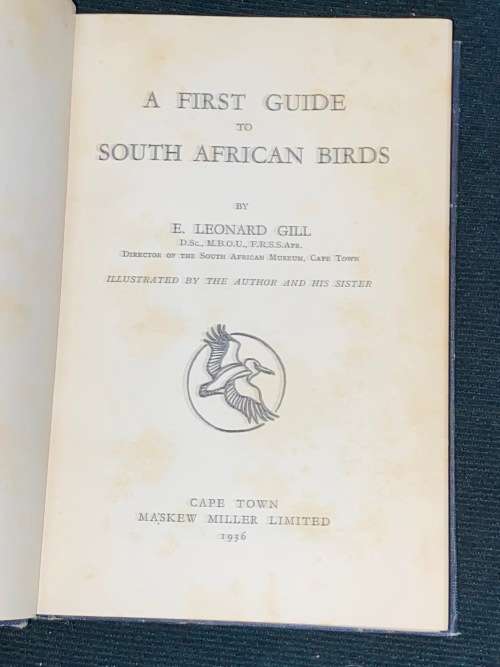 A FIRST GUIDE
TO
SOUTH AFRICAN BIRDS
BY
E. LEONARD GILL
D.Sc., M.B.O.U., F.R.S.S.Afr.
Director of the South African Museum, Cape Town
ILLUSTRATED BY THE AUTHOR AND HIS SISTER
CAPE TOWN
MASKEW MILLER LIMITED
1936